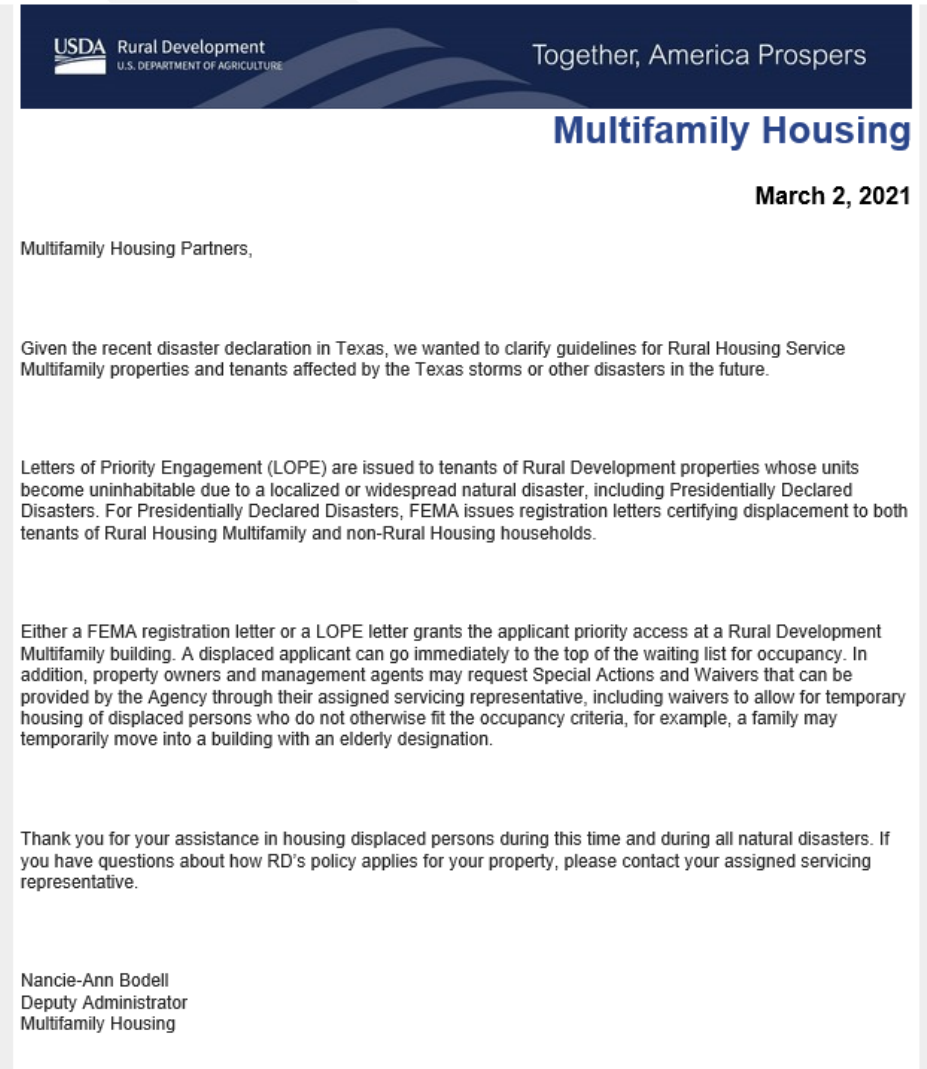 USDA Rural Development
U.S. DEPARTMENT OF AGRICULTURE
Together, America Prospers
Multifamily Housing
March 2, 2021
Multifamily Housing Partners,
Given the recent disaster declaration in Texas, we wanted to clarify guidelines for Rural Housing Service
Multifamily properties and tenants affected by the Texas storms or other disasters in the future.
Letters of Priority Engagement (LOPE) are issued to tenants of Rural Development properties whose units
become uninhabitable due to a localized or widespread natural disaster, including Presidentially Declared
Disasters. For Presidentially Declared Disasters, FEMA issues registration letters certifying displacement to both
tenants of Rural Housing Multifamily and non-Rural Housing households.
Either a FEMA registration letter or a LOPE letter grants the applicant priority access at a Rural Development
Multifamily building. A displaced applicant can go immediately to the top of the waiting list for occupancy. In
addition, property owners and management agents may request Special Actions and Waivers that can be
provided by the Agency through their assigned servicing representative, including waivers to allow for temporary
housing of displaced persons who do not otherwise fit the occupancy criteria, for example, a family may
temporarily move into a building with an elderly designation.
Thank you for your assistance in housing displaced persons during this time and during all natural disasters. If
you have questions about how RD's policy applies for your property, please contact your assigned servicing
representative.
Nancie-Ann Bodell
Deputy Administrator
Multifamily Housing